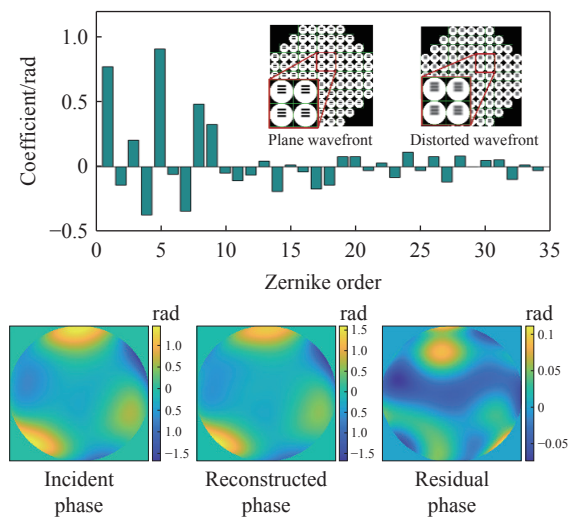 1.0
0.5
0
−0.5
Coefficient/rad
Plane wavefront
Distorted wavefront
0 5 10 15 20 25 30 35
Zernike order
rad
1.0
0.5
0
0.5
1.0
−1.5
Incident
phase
rad
1.5
1.0
0.5
0
0.5
1.0
−1.5
Reconstructed
phase
rad
0.1
0.05
0
−0.05
Residual
phase